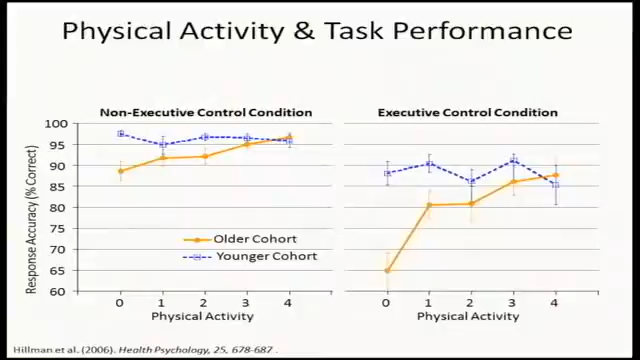 Physical Activity & Task Performance
Non-Executive Control Condition
Executive Control Condition
Response Accuracy (% Correct)
100
95
90
85
80
75
70
65
60
Older Cohort
Younger Cohort
0 1 2 3 4
0 1 2 3 4
Physical Activity
Physical Activity
Hillman et al. (2006). Health Psychology, 25, 678-687 .